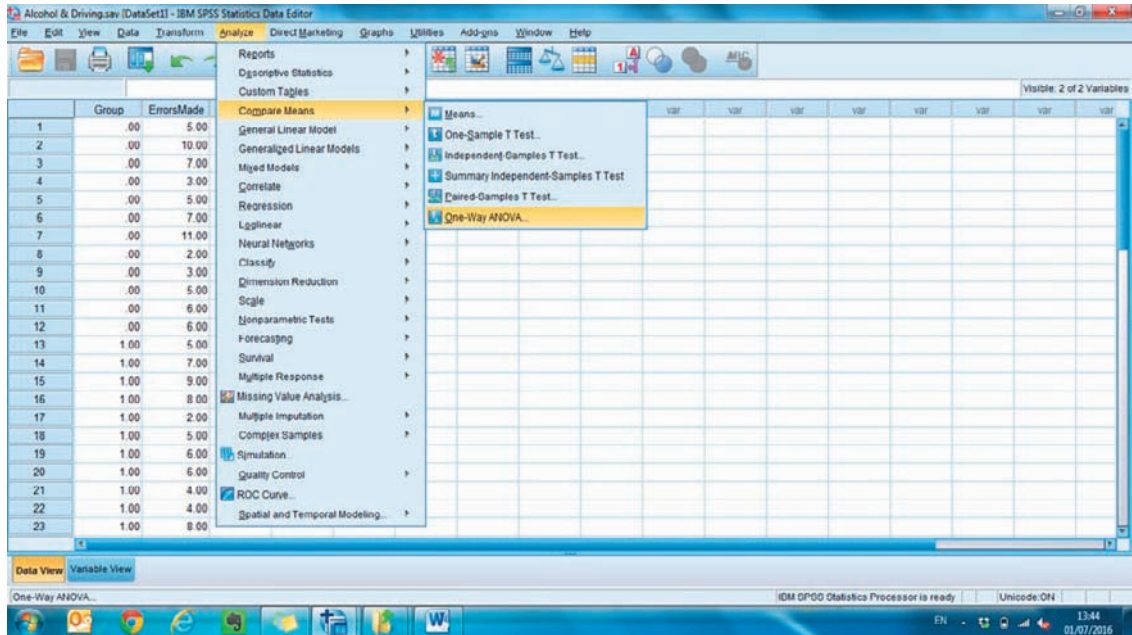 Alcohol & Driving.sav [DataSet1] - IBM SPSS Statistics Data Editor
File Edit View Data Transform Analyze Direct Marketing Graphs Utilities Add-ons Window Help
Visible: 2 of 2 Variables
Group ErrorsMade var var var var var var var
1 .00 5.00
2 .00 10.00
3 .00 7.00
4 .00 3.00
5 .00 5.00
6 .00 7.00
7 .00 11.00
8 .00 2.00
9 .00 3.00
10 .00 5.00
11 .00 6.00
12 .00 6.00
13 1.00 5.00
14 1.00 7.00
15 1.00 9.00
16 1.00 8.00
17 1.00 2.00
18 1.00 5.00
19 1.00 6.00
20 1.00 6.00
21 1.00 4.00
22 1.00 4.00
23 1.00 8.00
Reports
Descriptive Statistics
Custom Tables
Compare Means
General Linear Model
Generalized Linear Models
Mixed Models
Correlate
Regression
Loglinear
Neural Networks
Classify
Dimension Reduction
Scale
Nonparametric Tests
Forecasting
Survival
Multiple Response
Missing Value Analysis...
Multiple Imputation
Complex Samples
Simulation...
Quality Control
ROC Curve...
Spatial and Temporal Modeling...
Means...
One-Sample T Test...
Independent-Samples T Test...
Summary Independent-Samples T Test
Paired-Samples T Test...
One-Way ANOVA...
Data View Variable View
One-Way ANOVA... IBM SPSS Statistics Processor is ready Unicode:ON
EN 13:44
01/07/2016